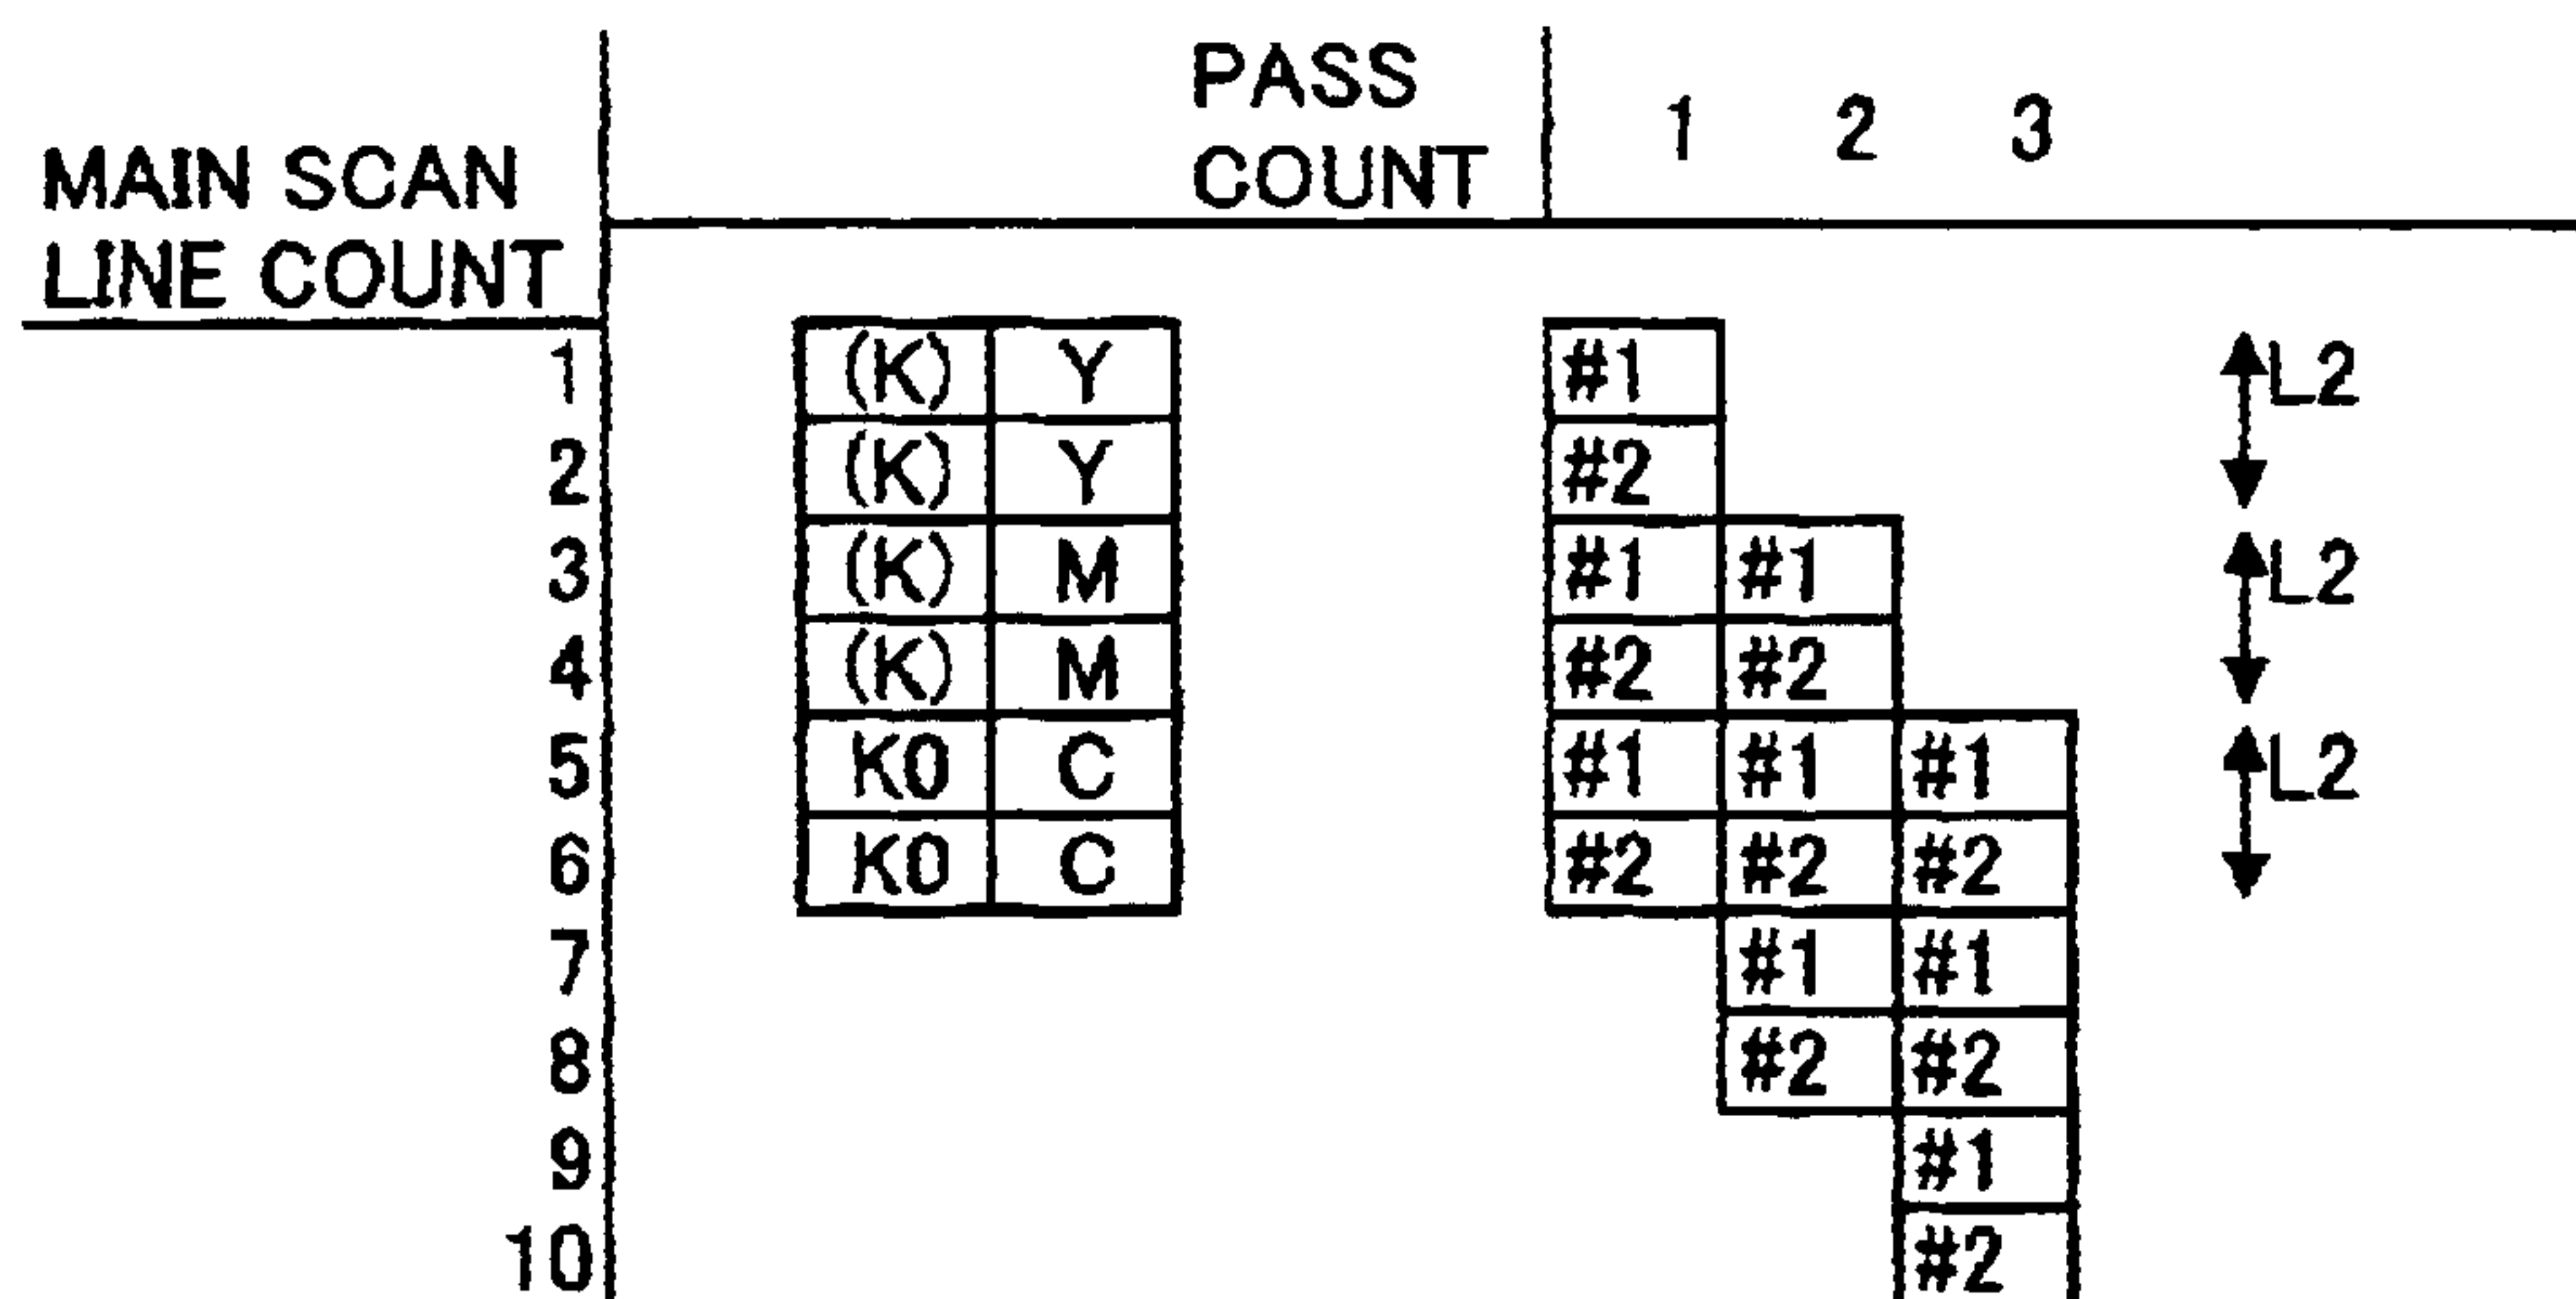 PASS
COUNT 1 2 3
MAIN SCAN
LINE COUNT
1 (K) Y #1 L2
2 (K) Y #2
3 (K) M #1 #1 L2
4 (K) M #2 #2
5 K0 C #1 #1 #1 L2
6 K0 C #2 #2 #2
7 #1 #1
8 #2 #2
9 #1
10 #2